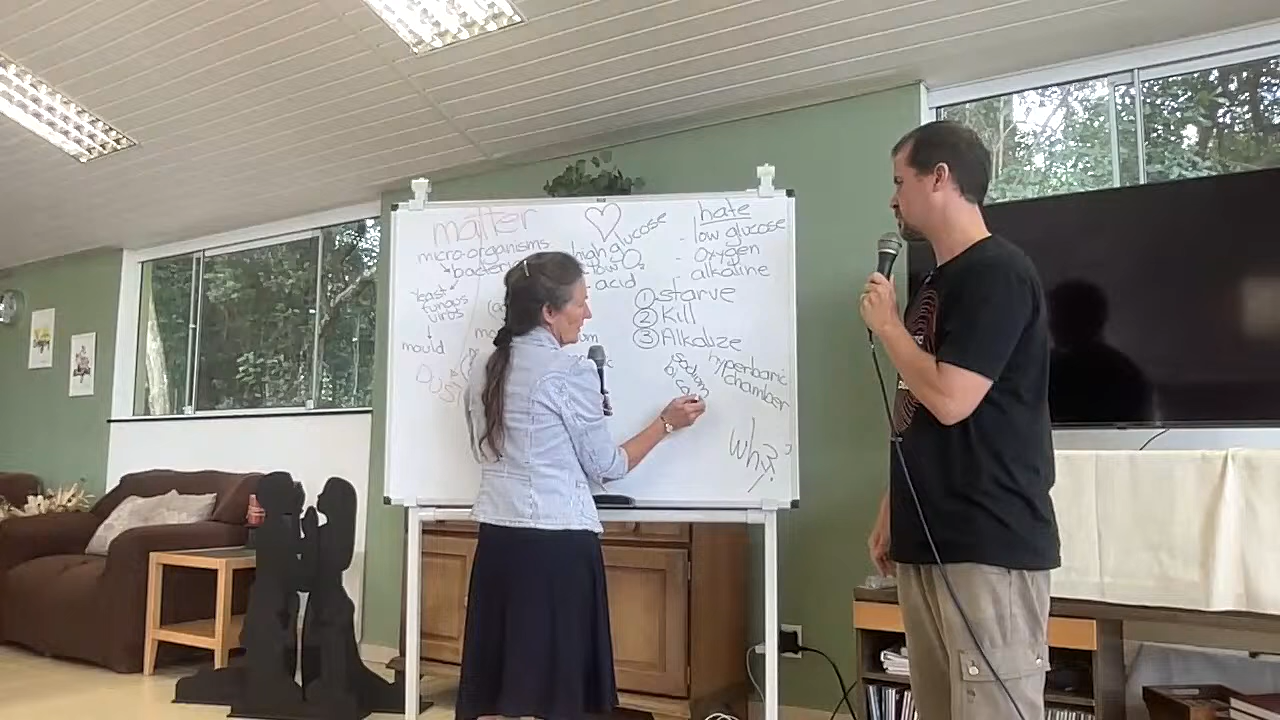 matter
micro-organisms
bacteri
yeast
fungus
virus
mould
high glucose
low O₂
acid
hate
- low glucose
- oxygen
- alkaline
① starve
② Kill
③ Alkalize
hyperbaric
chamber
Why?